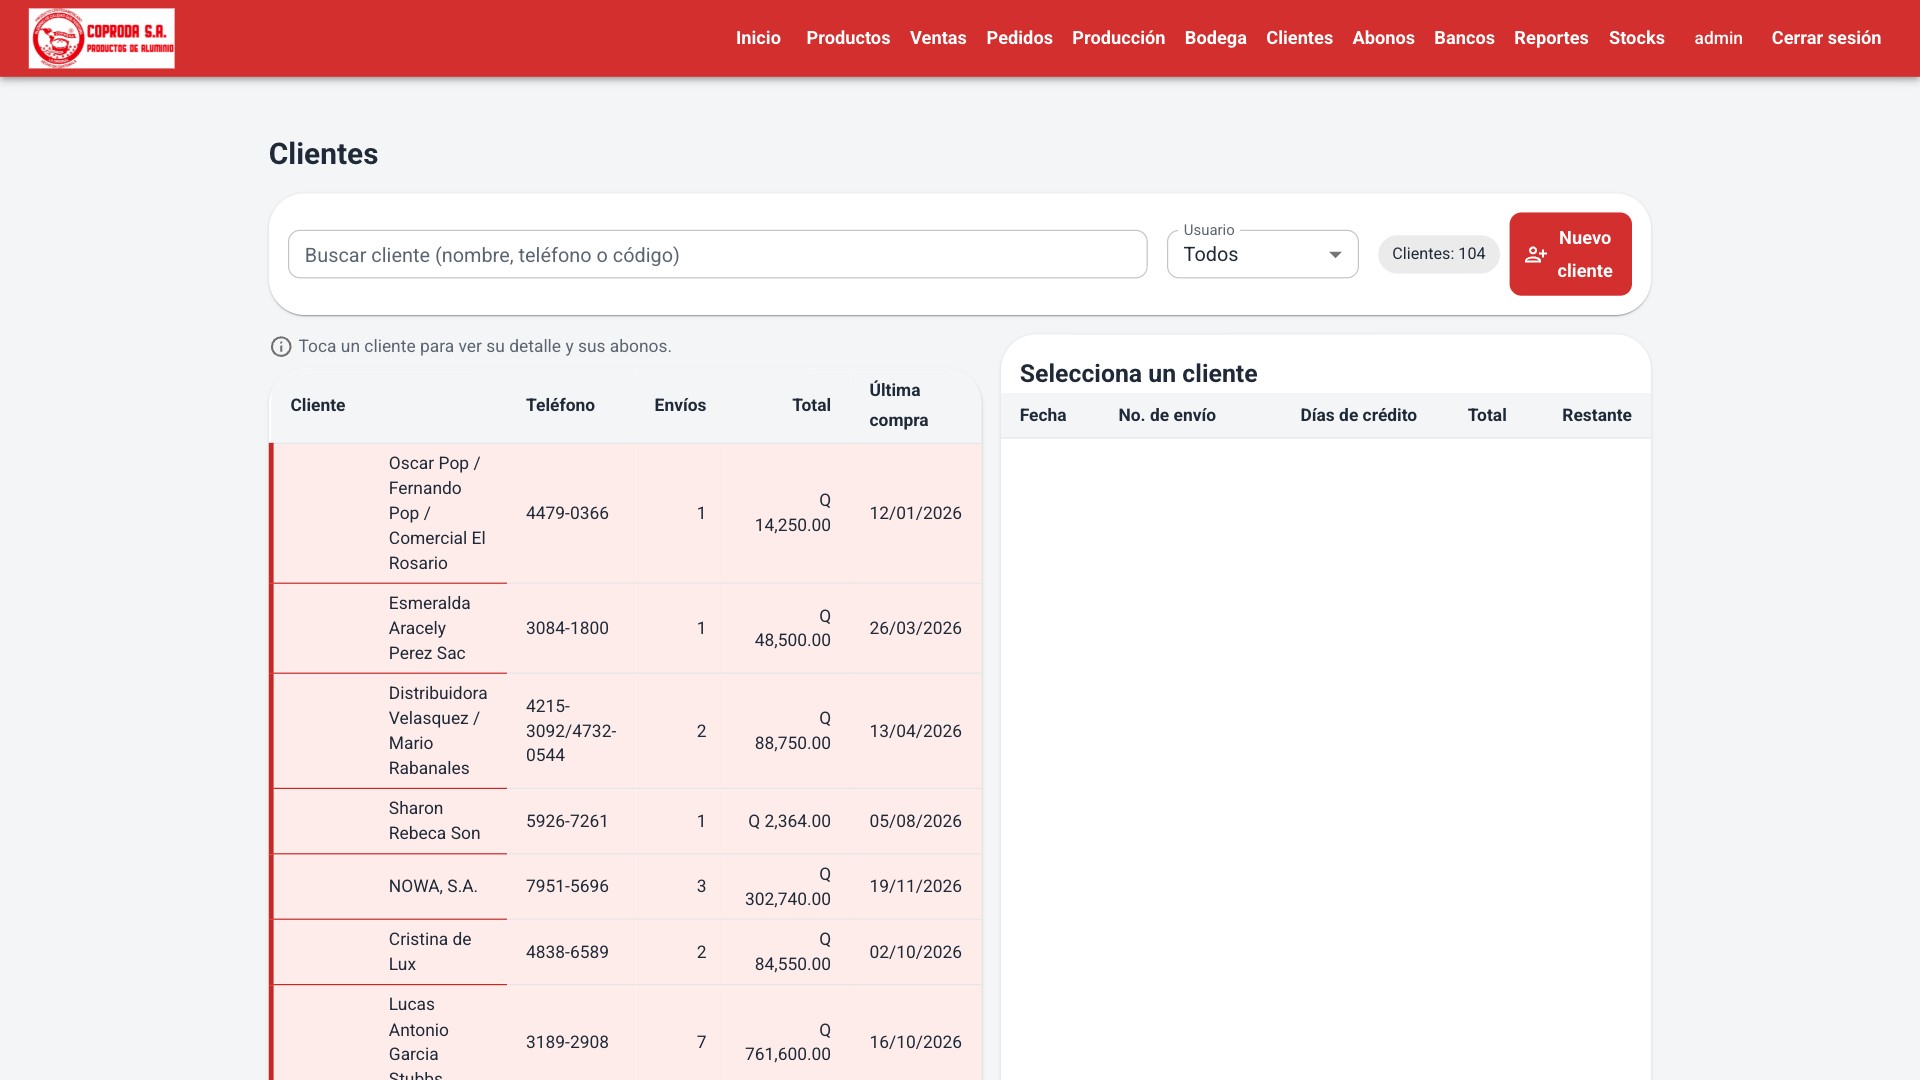 COPRODA S.A.
PRODUCTOS DE ALUMINIO
Inicio Productos Ventas Pedidos Producción Bodega Clientes Abonos Bancos Reportes Stocks admin Cerrar sesión
Clientes
Buscar cliente (nombre, teléfono o código)
Usuario
Todos
Clientes: 104
Nuevo
cliente
Toca un cliente para ver su detalle y sus abonos.
Cliente Teléfono Envíos Total Última
compra
Oscar Pop /
Fernando
Pop /
Comercial El
Rosario
4479-0366
1
Q
14,250.00
12/01/2026
Esmeralda
Aracely
Perez Sac
3084-1800
1
Q
48,500.00
26/03/2026
Distribuidora
Velasquez /
Mario
Rabanales
4215-
3092/4732-
0544
2
Q
88,750.00
13/04/2026
Sharon
Rebeca Son
5926-7261
1
Q 2,364.00
05/08/2026
NOWA, S.A.
7951-5696
3
Q
302,740.00
19/11/2026
Cristina de
Lux
4838-6589
2
Q
84,550.00
02/10/2026
Lucas
Antonio
Garcia
Stubbs
3189-2908
7
Q
761,600.00
16/10/2026
Selecciona un cliente
Fecha No. de envío Días de crédito Total Restante